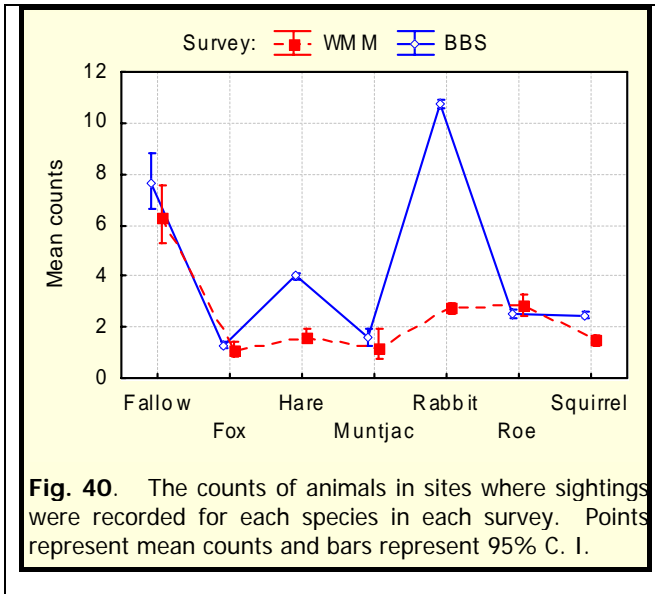 Survey: WMM BBS
12
10
8
6
4
2
0
Mean counts
Fallow Hare Rabbit Squirrel
Fox Muntjac Roe
Fig. 40. The counts of animals in sites where sightings
were recorded for each species in each survey. Points
represent mean counts and bars represent 95% C. I.